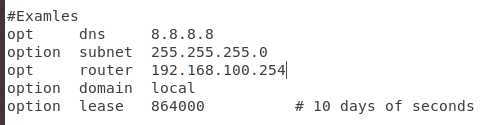 #Examles
opt     dns     8.8.8.8
option  subnet  255.255.255.0
opt     router  192.168.100.254
option  domain  local
option  lease   864000          # 10 days of seconds